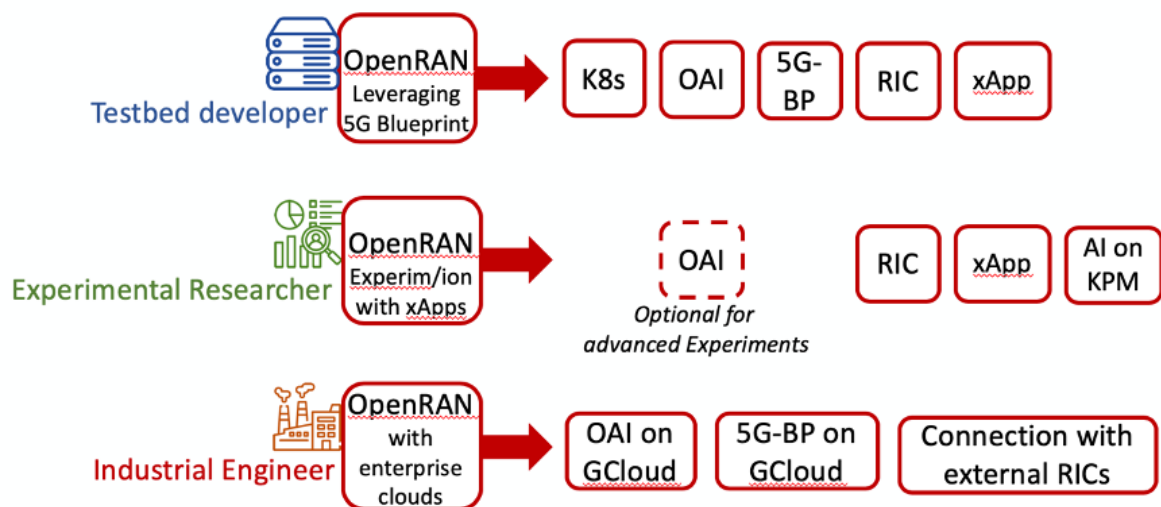 Testbed developer
OpenRAN
Leveraging
5G Blueprint
K8s
OAI
5G-
BP
RIC
xApp
Experimental Researcher
OpenRAN
Experim/ion
with xApps
OAI
Optional for
advanced Experiments
RIC
xApp
AI on
KPM
Industrial Engineer
OpenRAN
with
enterprise
clouds
OAI on
GCloud
5G-BP on
GCloud
Connection with
external RICs